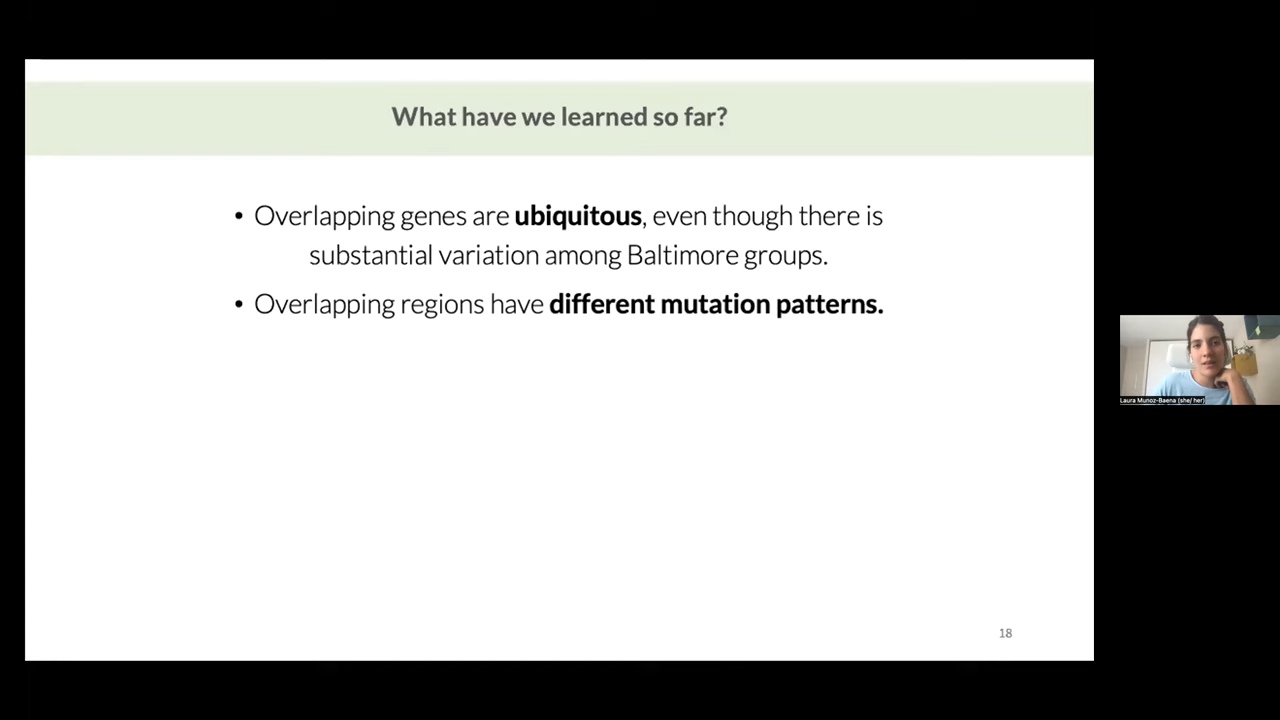 What have we learned so far?
• Overlapping genes are ubiquitous, even though there is
substantial variation among Baltimore groups.
• Overlapping regions have different mutation patterns.
Laura Munoz-Baena (she/ her)
18